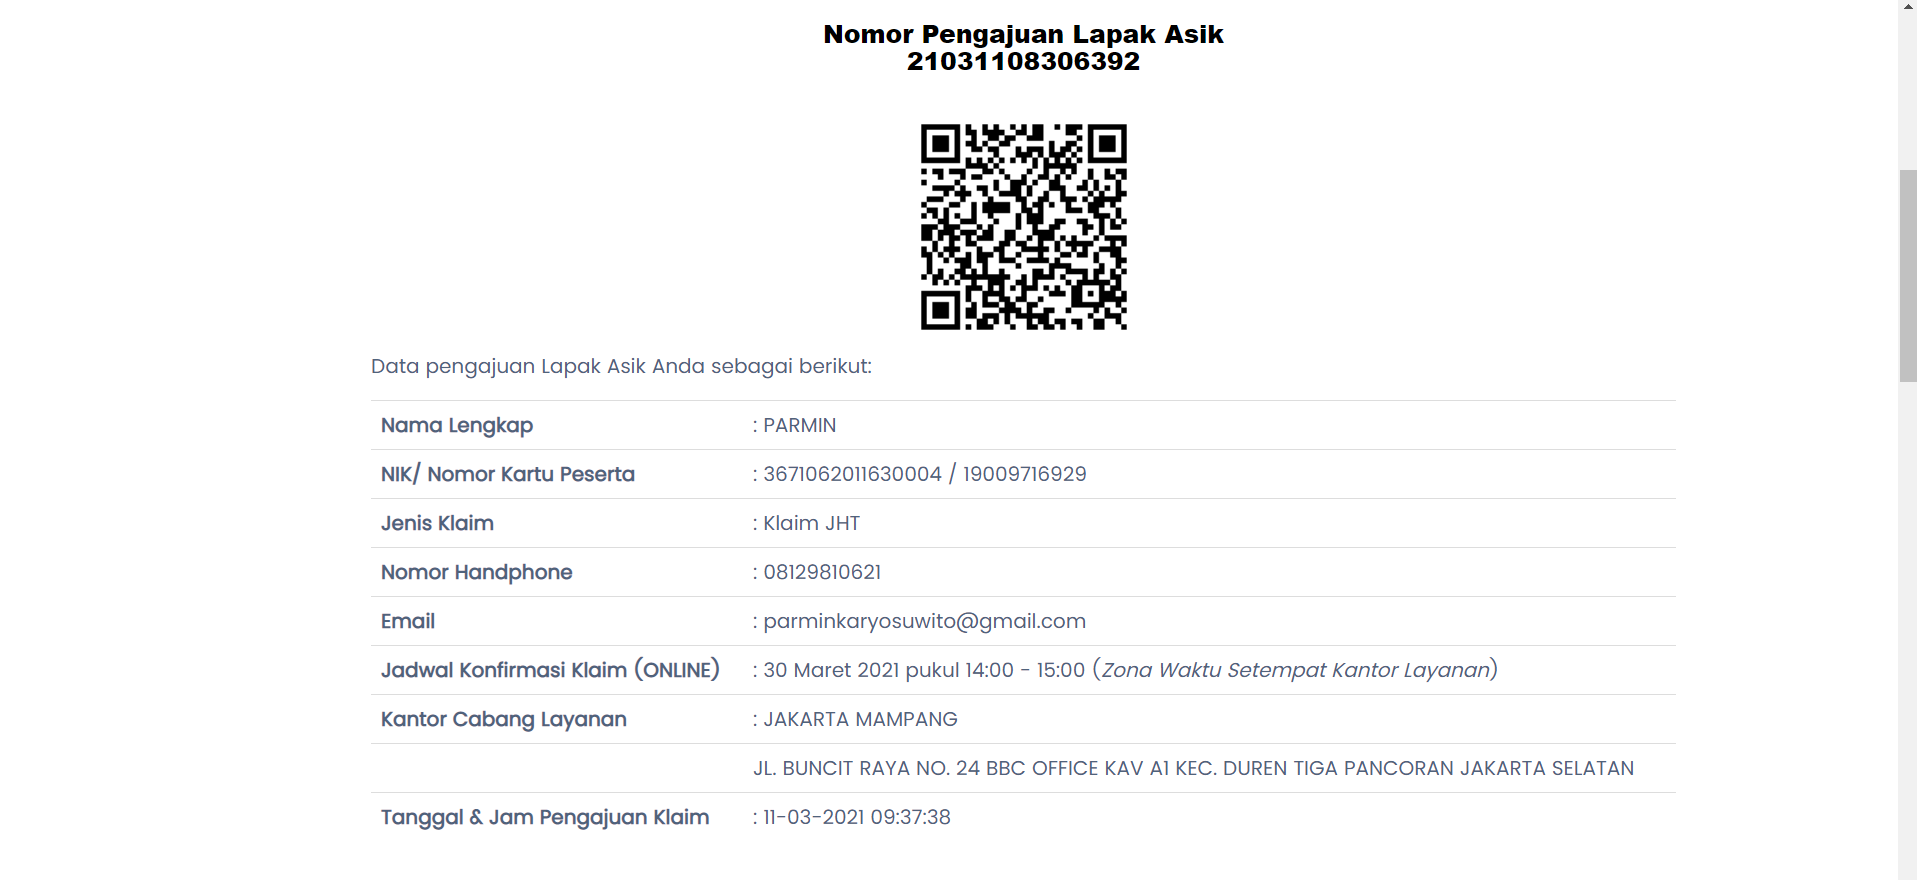 Nomor Pengajuan Lapak Asik
21031108306392
Data pengajuan Lapak Asik Anda sebagai berikut:
Nama Lengkap : PARMIN
NIK/ Nomor Kartu Peserta : 3671062011630004 / 19009716929
Jenis Klaim : Klaim JHT
Nomor Handphone : 08129810621
Email : parminkaryosuwito@gmail.com
Jadwal Konfirmasi Klaim (ONLINE) : 30 Maret 2021 pukul 14:00 - 15:00 (Zona Waktu Setempat Kantor Layanan)
Kantor Cabang Layanan : JAKARTA MAMPANG
JL. BUNCIT RAYA NO. 24 BBC OFFICE KAV A1 KEC. DUREN TIGA PANCORAN JAKARTA SELATAN
Tanggal & Jam Pengajuan Klaim : 11-03-2021 09:37:38